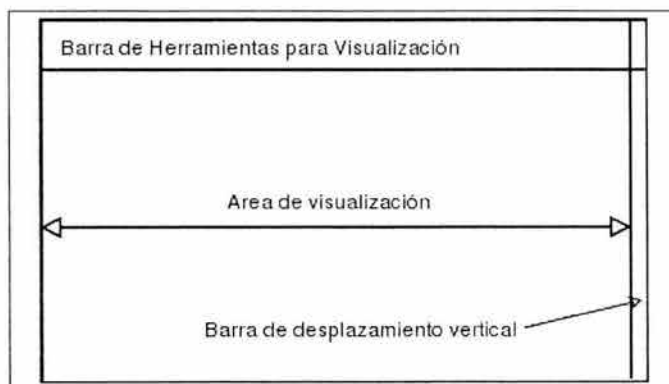 Barra de Herramientas para Visualización
Area de visualización
Barra de desplazamiento vertical